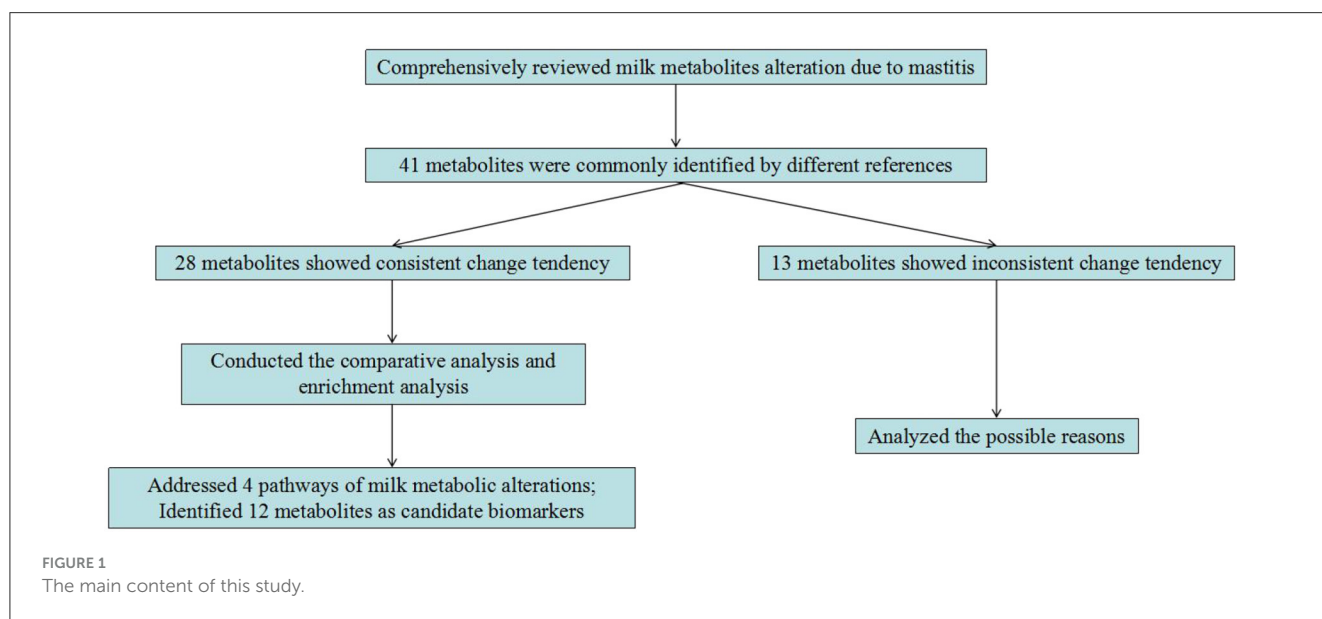 Comprehensively reviewed milk metabolites alteration due to mastitis
41 metabolites were commonly identified by different references
28 metabolites showed consistent change tendency
13 metabolites showed inconsistent change tendency
Conducted the comparative analysis and
enrichment analysis
Analyzed the possible reasons
Addressed 4 pathways of milk metabolic alterations;
Identified 12 metabolites as candidate biomarkers
FIGURE 1
The main content of this study.